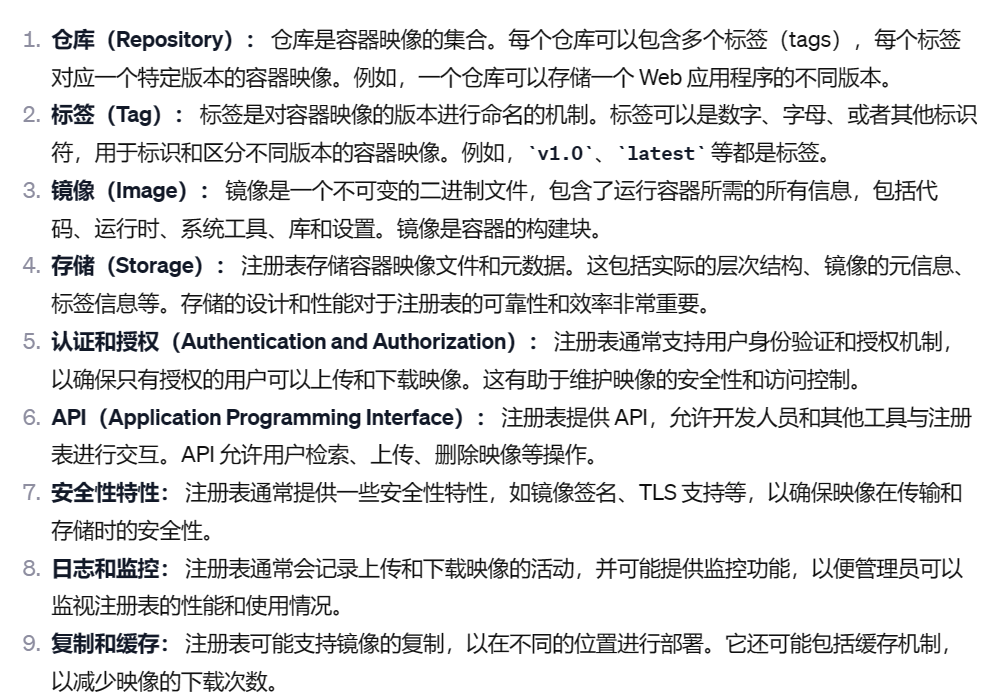 1. 仓库（Repository）： 仓库是容器映像的集合。每个仓库可以包含多个标签（tags），每个标签
对应一个特定版本的容器映像。例如，一个仓库可以存储一个 Web 应用程序的不同版本。
2. 标签（Tag）： 标签是对容器映像的版本进行命名的机制。标签可以是数字、字母、或者其他标识
符，用于标识和区分不同版本的容器映像。例如，`v1.0`、`latest` 等都是标签。
3. 镜像（Image）： 镜像是一个不可变的二进制文件，包含了运行容器所需的所有信息，包括代
码、运行时、系统工具、库和设置。镜像是容器的构建块。
4. 存储（Storage）： 注册表存储容器映像文件和元数据。这包括实际的层次结构、镜像的元信息、
标签信息等。存储的设计和性能对于注册表的可靠性和效率非常重要。
5. 认证和授权（Authentication and Authorization）： 注册表通常支持用户身份验证和授权机制，
以确保只有授权的用户可以上传和下载映像。这有助于维护映像的安全性和访问控制。
6. API（Application Programming Interface）： 注册表提供 API，允许开发人员和其他工具与注册
表进行交互。API 允许用户检索、上传、删除映像等操作。
7. 安全性特性： 注册表通常提供一些安全性特性，如镜像签名、TLS 支持等，以确保映像在传输和
存储时的安全性。
8. 日志和监控： 注册表通常会记录上传和下载映像的活动，并可能提供监控功能，以便管理员可以
监视注册表的性能和使用情况。
9. 复制和缓存： 注册表可能支持镜像的复制，以在不同的位置进行部署。它还可能包括缓存机制，
以减少映像的下载次数。